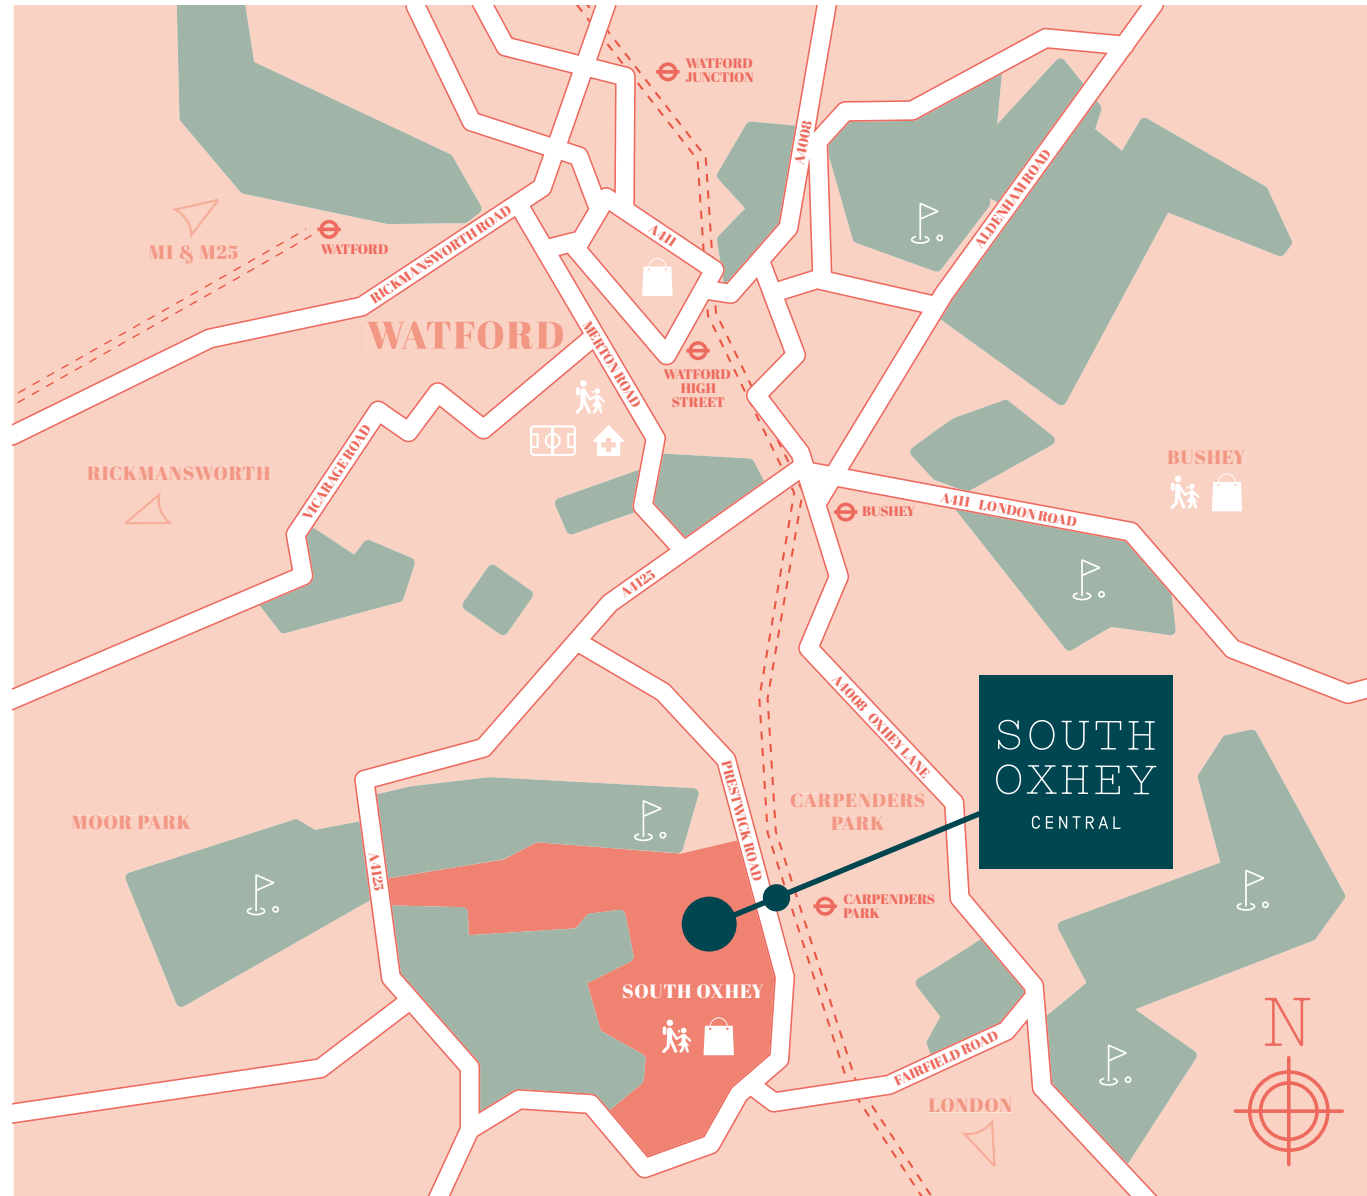 WATFORD
JUNCTION
A4008
ALDENHAM ROAD
M1 & M25
WATFORD
RICKMANSWORTH ROAD
A411
WATFORD
MERTON ROAD
WATFORD
HIGH
STREET
VICARAGE ROAD
RICKMANSWORTH
BUSHEY
A411 LONDON ROAD
BUSHEY
A4125
A4008 OXHEY LANE
SOUTH
OXHEY
CENTRAL
PRESTWICK ROAD
CARPENDERS
PARK
MOOR PARK
A4125
CARPENDERS
PARK
SOUTH OXHEY
N
FAIRFIELD ROAD
LONDON